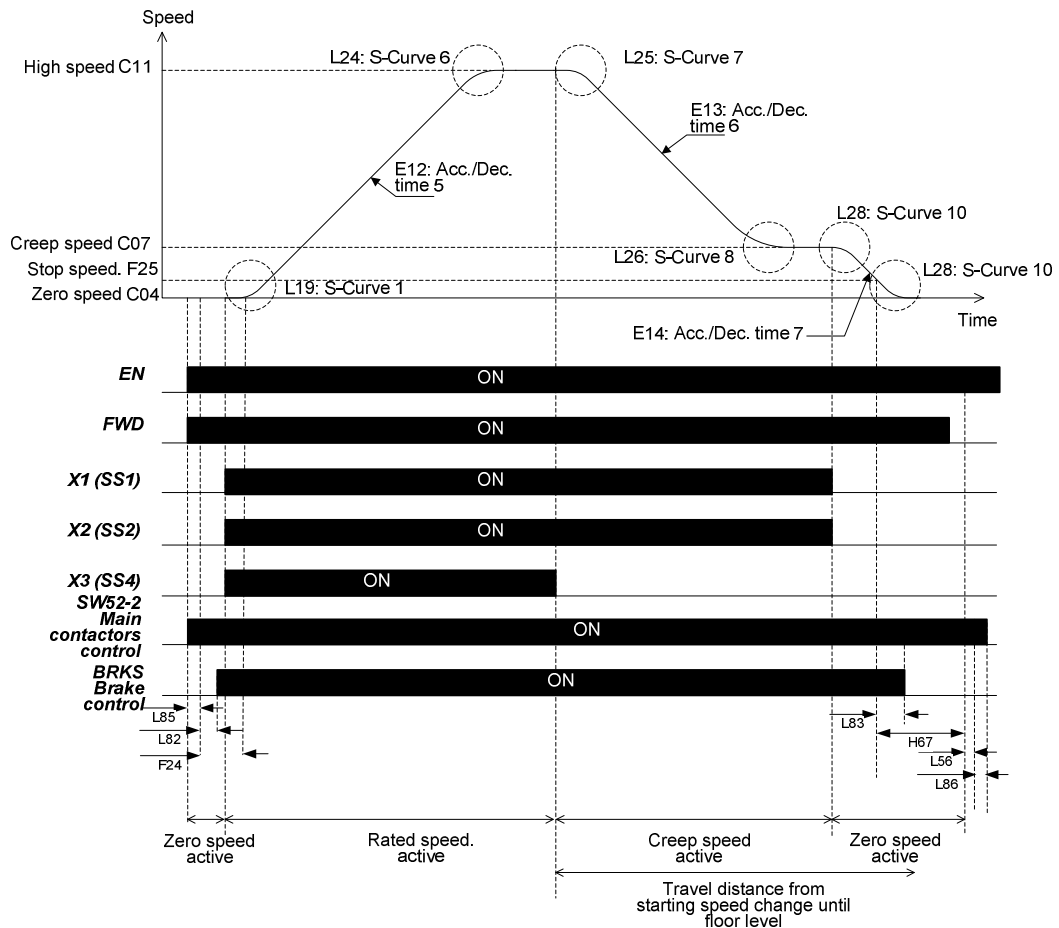 Speed
High speed C11
L24: S-Curve 6
L25: S-Curve 7
E13: Acc./Dec.
time 6
E12: Acc./Dec.
time 5
L28: S-Curve 10
Creep speed C07
L26: S-Curve 8
Stop speed. F25
L28: S-Curve 10
Zero speed C04
L19: S-Curve 1
Time
E14: Acc./Dec. time 7
EN
ON
FWD
ON
X1 (SS1)
ON
X2 (SS2)
ON
X3 (SS4)
ON
SW52-2
Main
contactors
control
ON
BRKS
Brake
control
ON
L85
L83
L82
H67
F24
L56
L86
Zero speed
active
Rated speed.
active
Creep speed
active
Zero speed
active
Travel distance from
starting speed change until
floor level